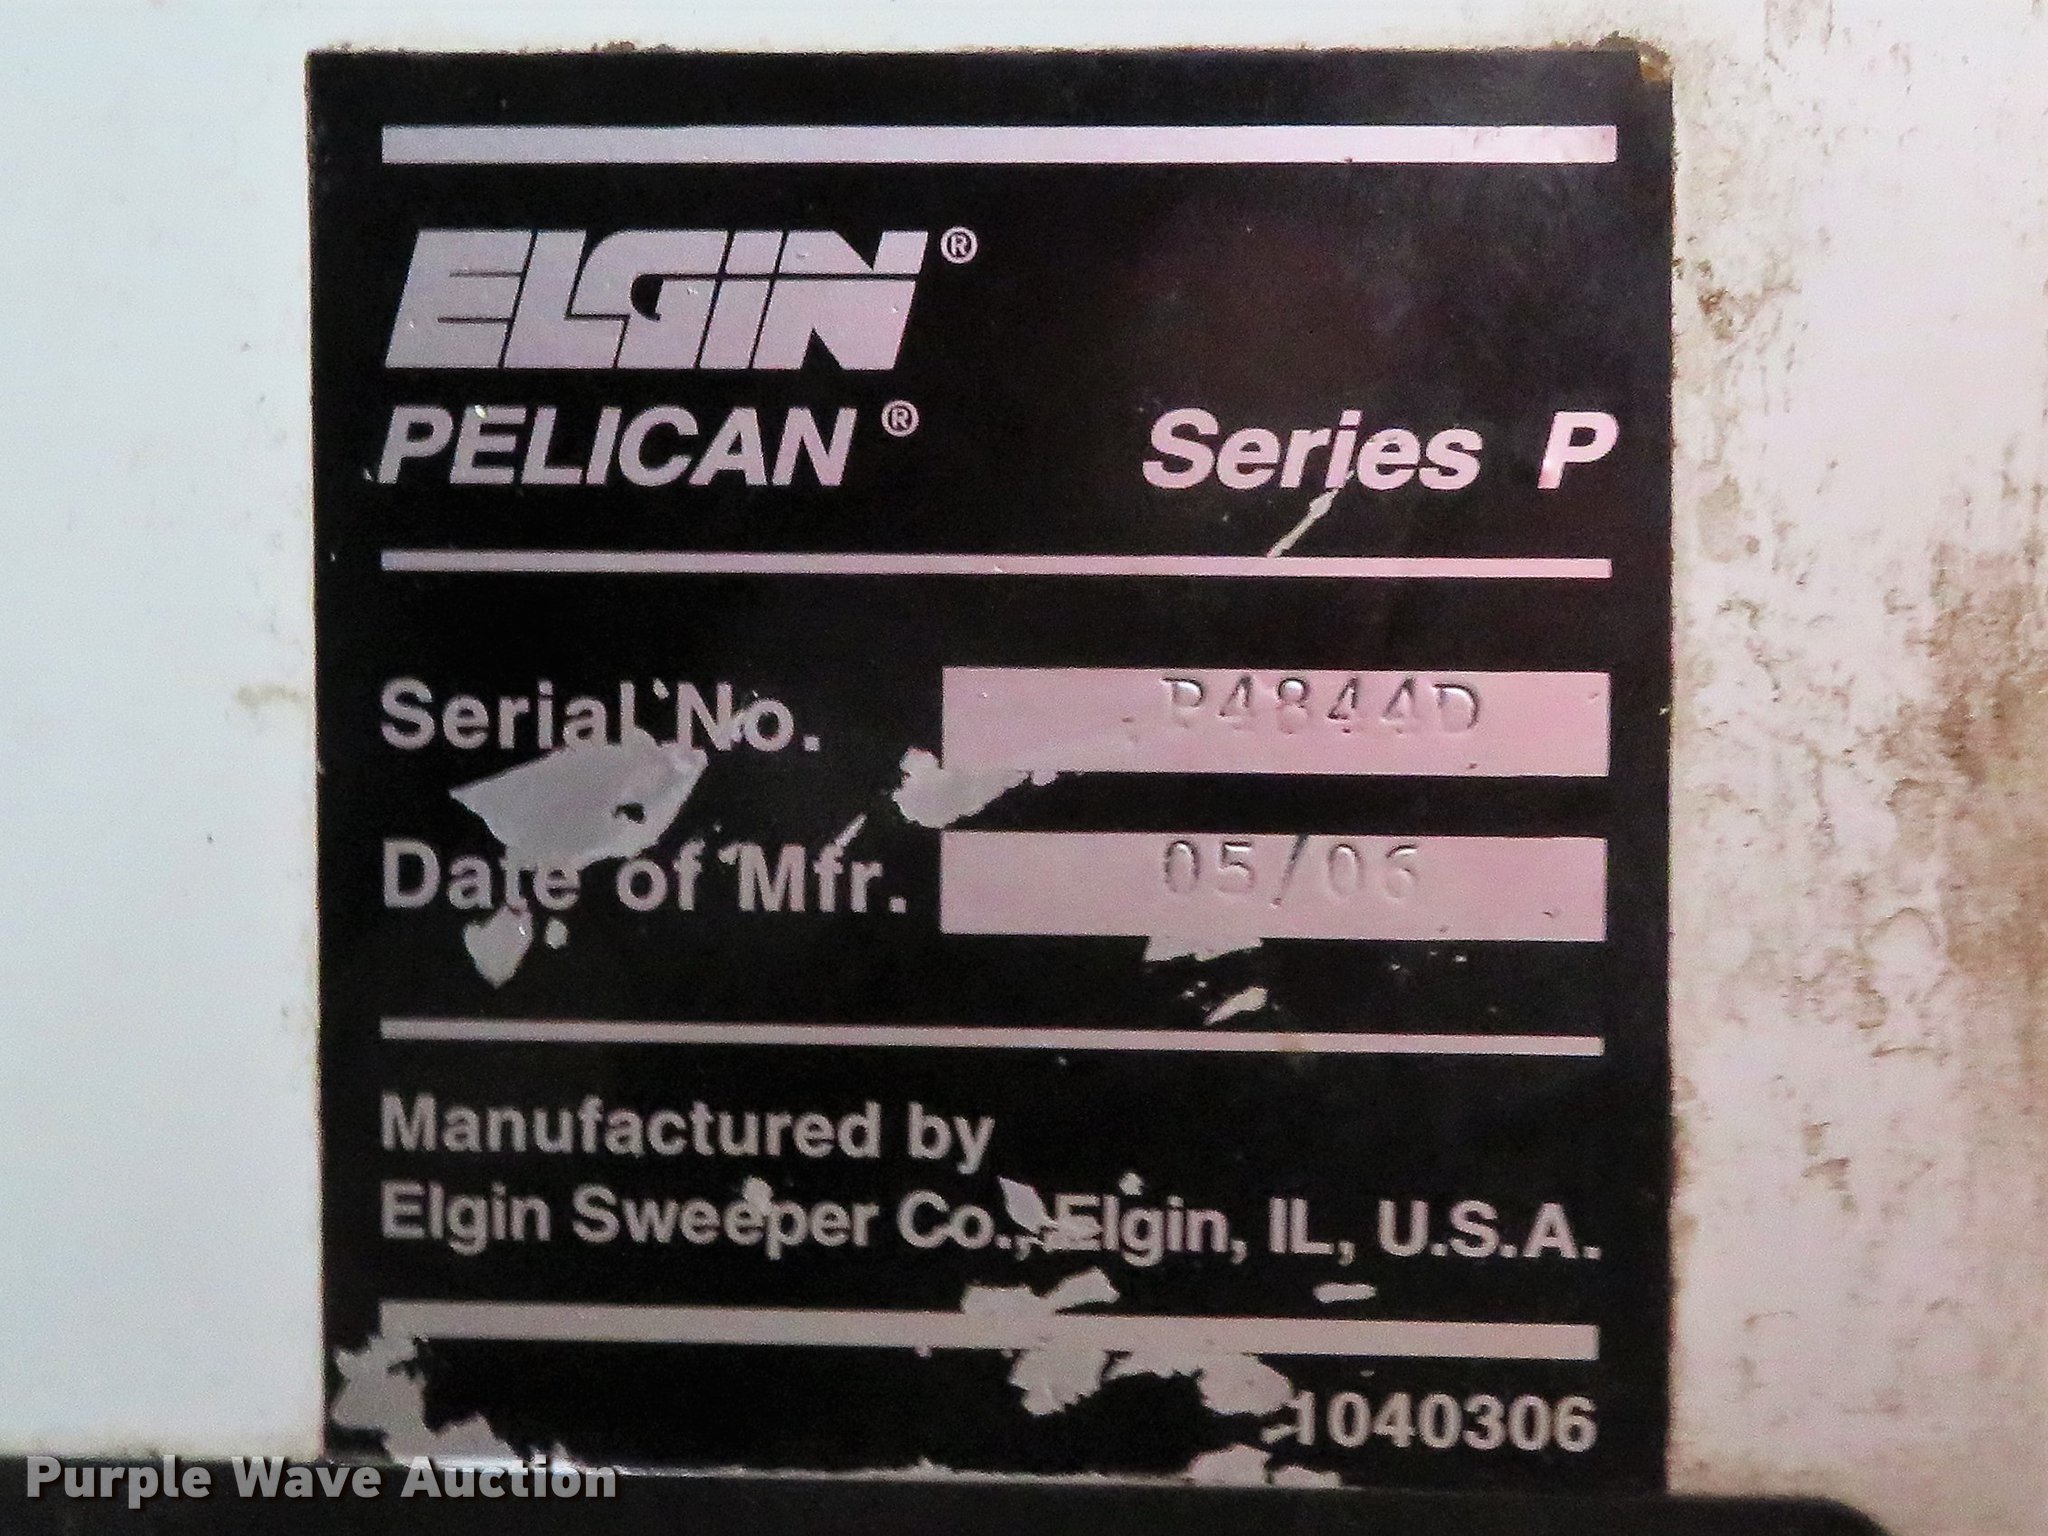 ELGIN®
PELICAN® Series P
Serial No. P4844D
Date of Mfr. 05/06
Manufactured by
Elgin Sweeper Co., Elgin, IL, U.S.A.
1040306
Purple Wave Auction